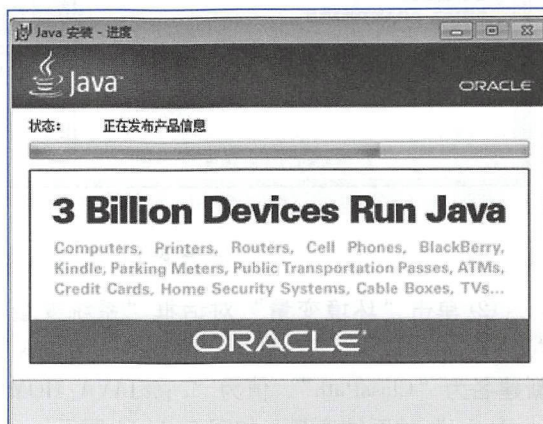 Java 安装 - 进度
Java
ORACLE
状态: 正在发布产品信息
3 Billion Devices Run Java
Computers, Printers, Routers, Cell Phones, BlackBerry,
Kindle, Parking Meters, Public Transportation Passes, ATMs,
Credit Cards, Home Security Systems, Cable Boxes, TVs...
ORACLE